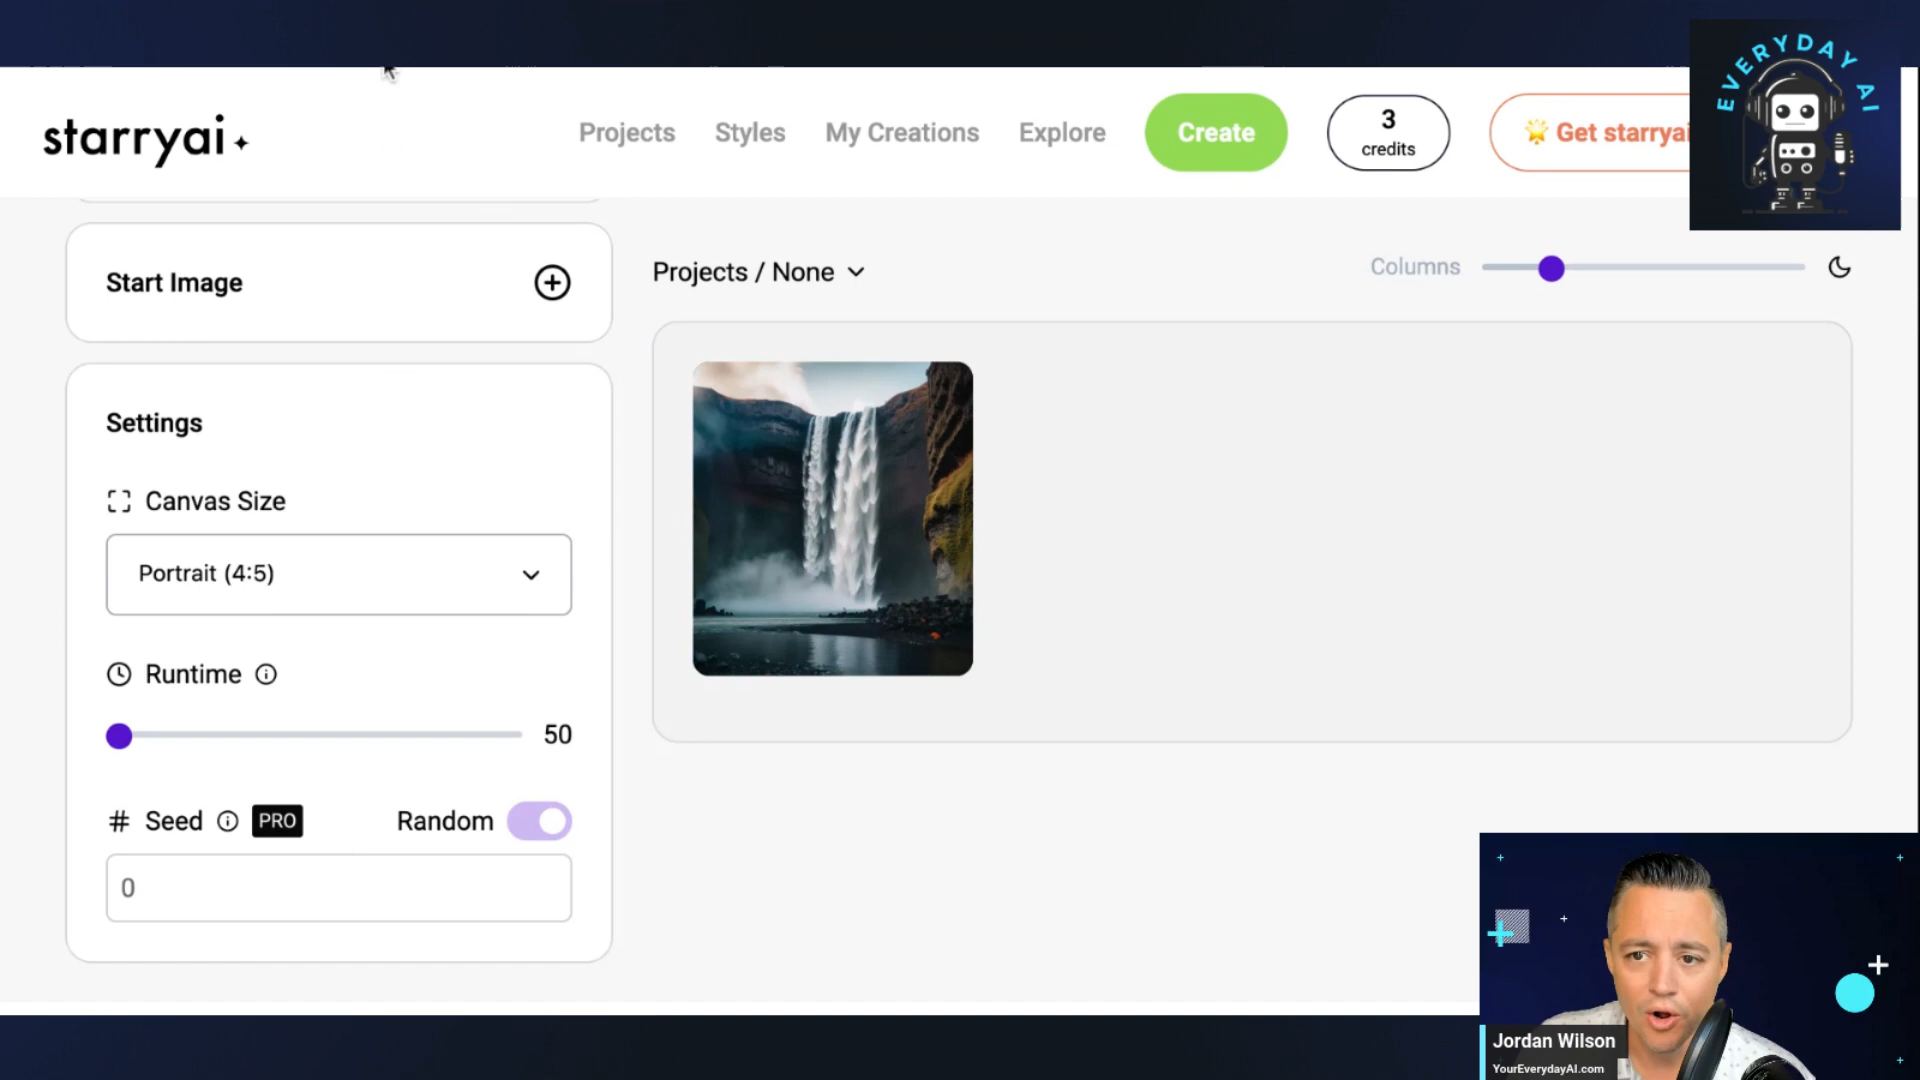 EVERYDAY AI
starryai
Projects
Styles
My Creations
Explore
Create
3
credits
Get starryai
Start Image
Projects / None
Columns
Settings
Canvas Size
Portrait (4:5)
Runtime
50
# Seed
PRO
Random
0
Jordan Wilson
YourEverydayAI.com